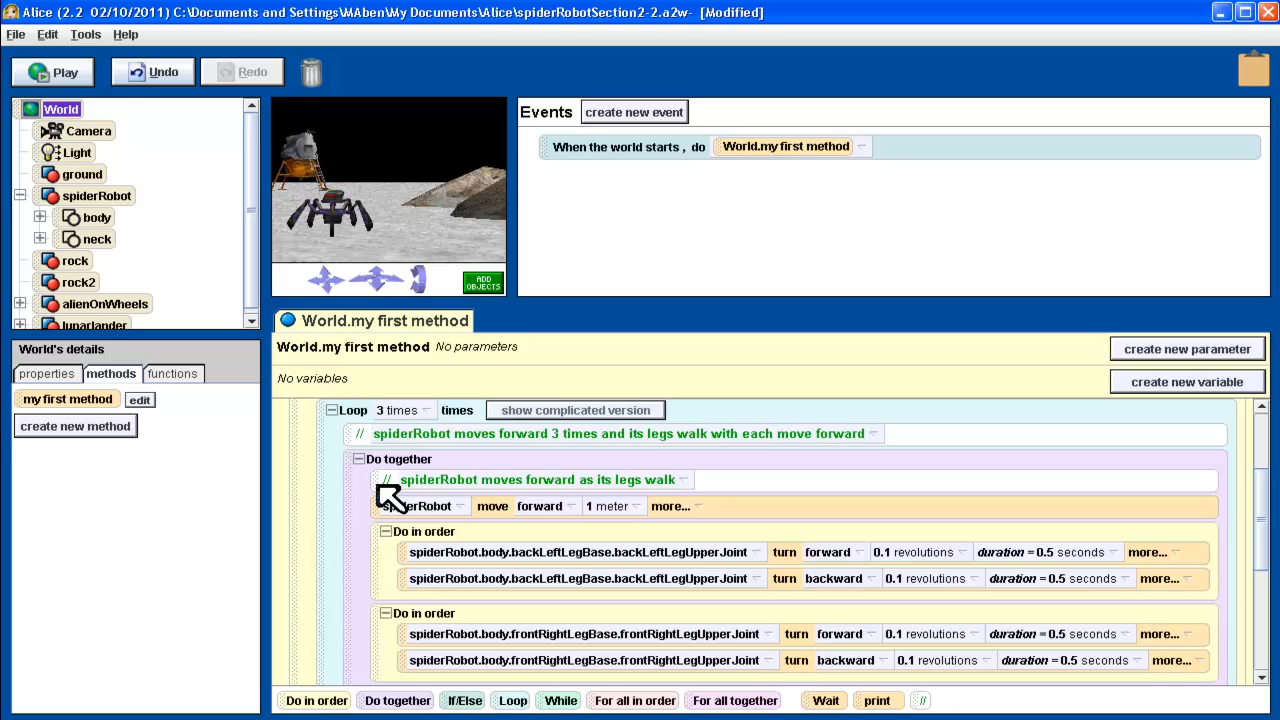 Alice (2.2 02/10/2011) C:\Documents and Settings\MAben\My Documents\Alice\spiderRobotSection2-2.a2w- [Modified]
File Edit Tools Help
Play Undo Redo
World
Camera
Light
ground
spiderRobot
body
neck
rock
rock2
alienOnWheels
lunarlander
ADD OBJECTS
Events create new event
When the world starts , do World.my first method
World's details
properties methods functions
my first method edit
create new method
World.my first method
World.my first method No parameters
create new parameter
No variables
create new variable
Loop 3 times times show complicated version
// spiderRobot moves forward 3 times and its legs walk with each move forward
Do together
// spiderRobot moves forward as its legs walk
spiderRobot move forward 1 meter more...
Do in order
spiderRobot.body.backLeftLegBase.backLeftLegUpperJoint turn forward 0.1 revolutions duration = 0.5 seconds more...
spiderRobot.body.backLeftLegBase.backLeftLegUpperJoint turn backward 0.1 revolutions duration = 0.5 seconds more...
Do in order
spiderRobot.body.frontRightLegBase.frontRightLegUpperJoint turn forward 0.1 revolutions duration = 0.5 seconds more...
spiderRobot.body.frontRightLegBase.frontRightLegUpperJoint turn backward 0.1 revolutions duration = 0.5 seconds more...
Do in order Do together If/Else Loop While For all in order For all together Wait print //